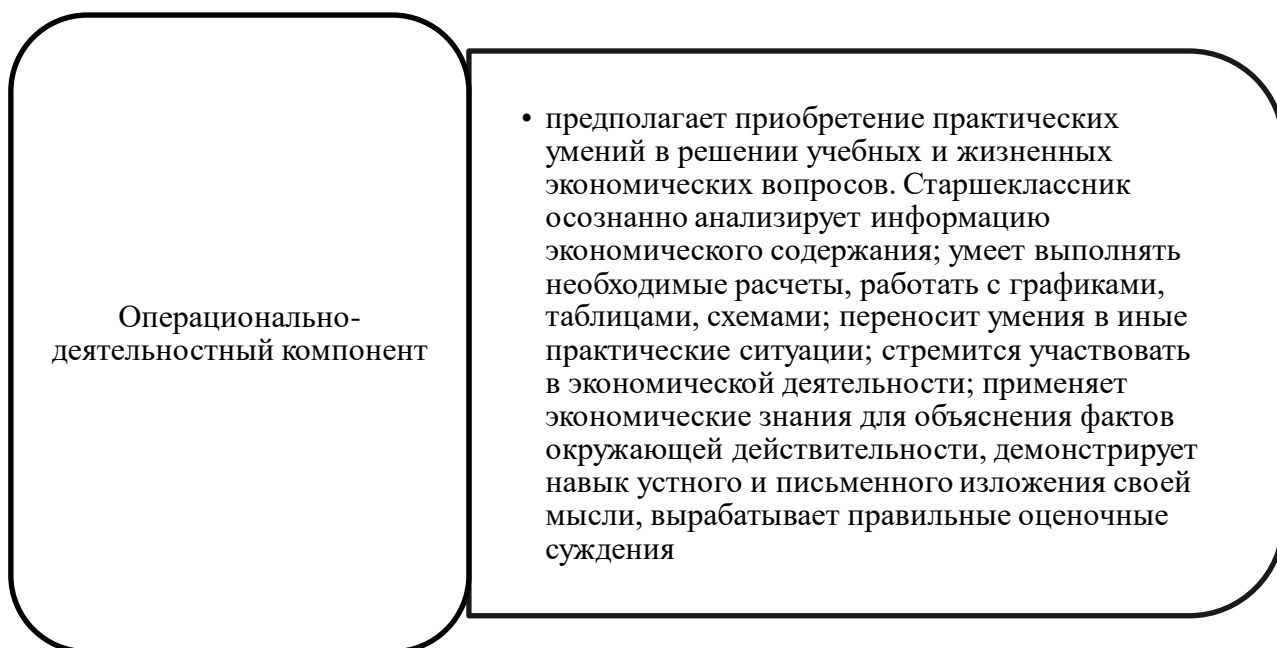 Операционально-
деятельностный компонент
• предполагает приобретение практических
умений в решении учебных и жизненных
экономических вопросов. Старшеклассник
осознанно анализирует информацию
экономического содержания; умеет выполнять
необходимые расчеты, работать с графиками,
таблицами, схемами; переносит умения в иные
практические ситуации; стремится участвовать
в экономической деятельности; применяет
экономические знания для объяснения фактов
окружающей действительности, демонстрирует
навык устного и письменного изложения своей
мысли, вырабатывает правильные оценочные
суждения